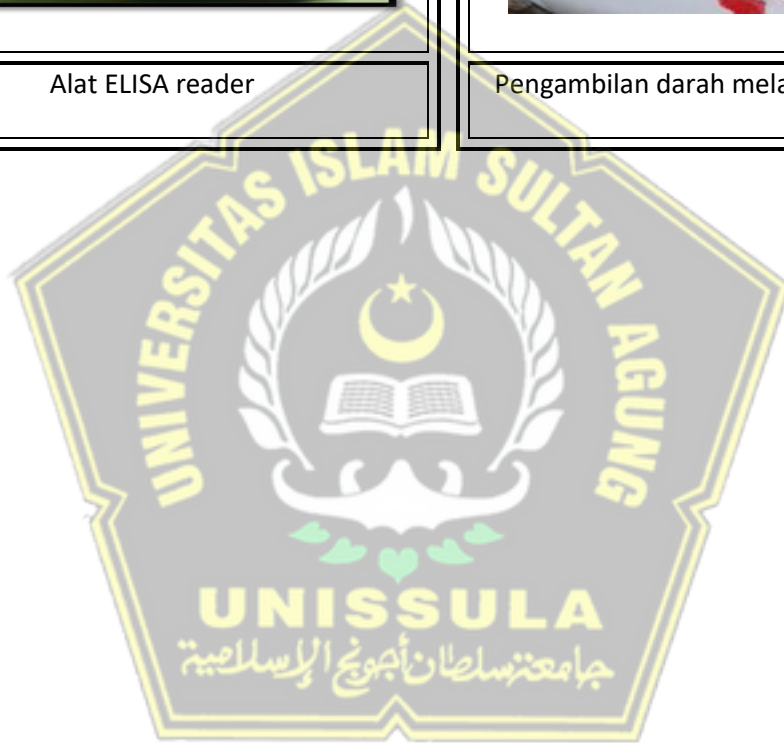 Alat ELISA reader
Pengambilan darah mela
UNIVERSITAS ISLAM SULTAN AGUNG
UNISSULA
جامعة سلطان أجونج الإسلامية